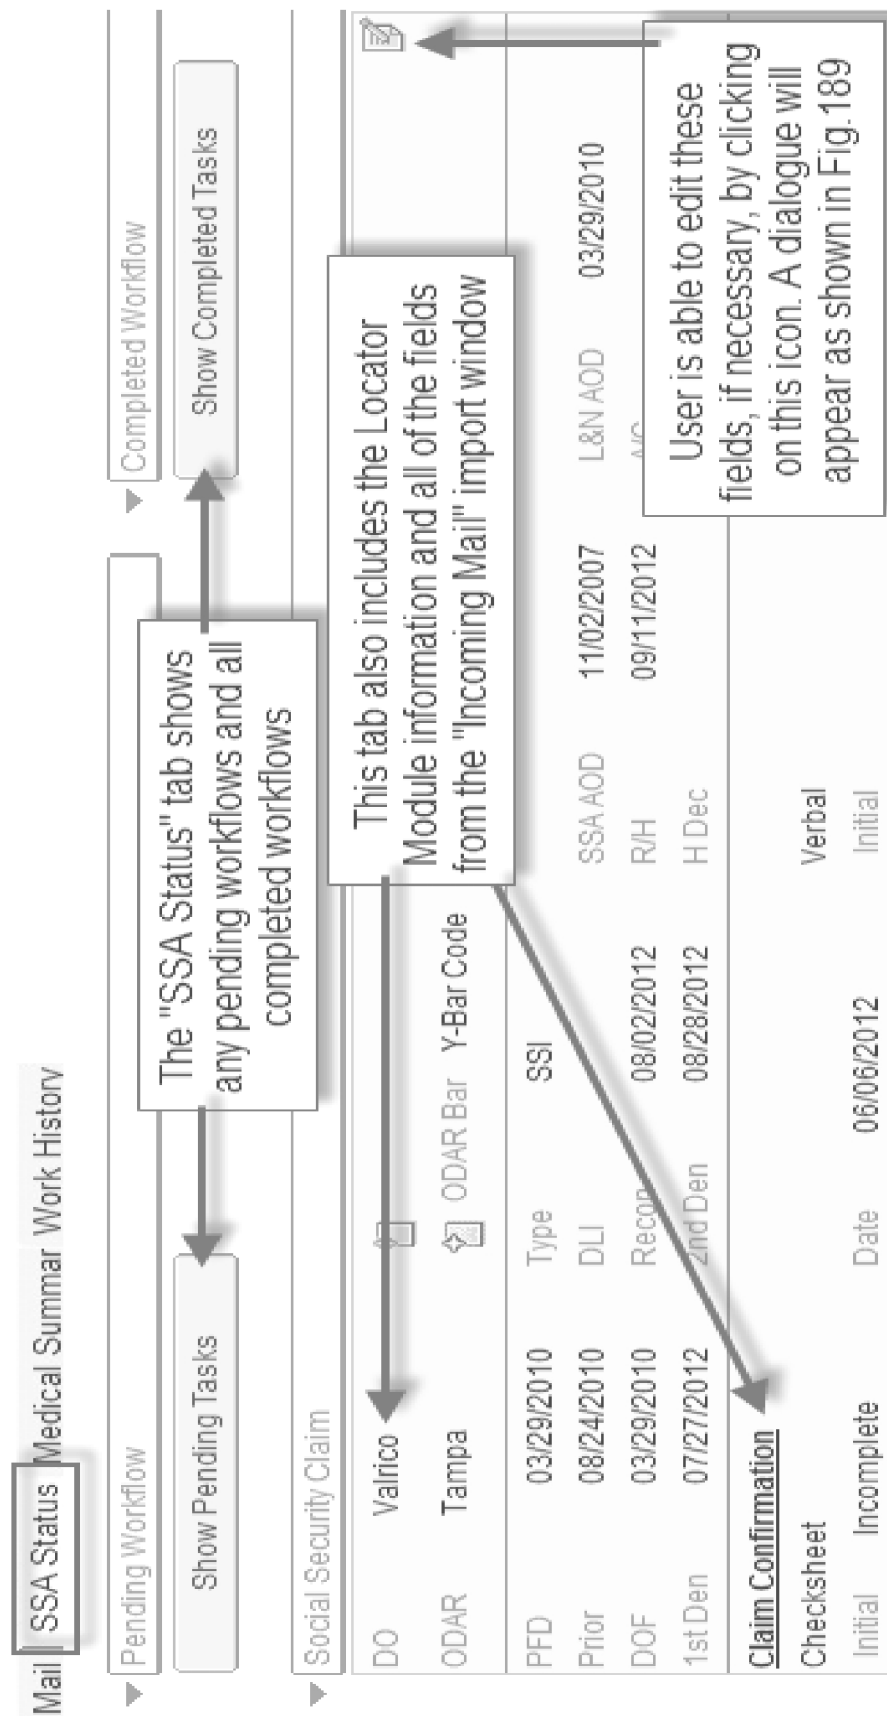 Mail SSA Status Medical Summar Work History
Pending Workflow
Completed Workflow
Show Pending Tasks
Show Completed Tasks
The "SSA Status" tab shows
any pending workflows and all
completed workflows
Social Security Claim
DO Valrico
ODAR Tampa ODAR Bar Y-Bar Code
This tab also includes the Locator
Module information and all of the fields
from the "Incoming Mail" import window
PFD 03/29/2010 Type SSI
Prior 08/24/2010 DLI SSA AOD 11/02/2007 L&N AOD 03/29/2010
DOF 03/29/2010 Recon 08/02/2012 R/H 09/11/2012
1st Den 07/27/2012 2nd Den 08/28/2012 H Dec
User is able to edit these
fields, if necessary, by clicking
on this icon. A dialogue will
appear as shown in Fig.189
Claim Confirmation
Checksheet Verbal
Initial Incomplete Date 06/06/2012 Initial